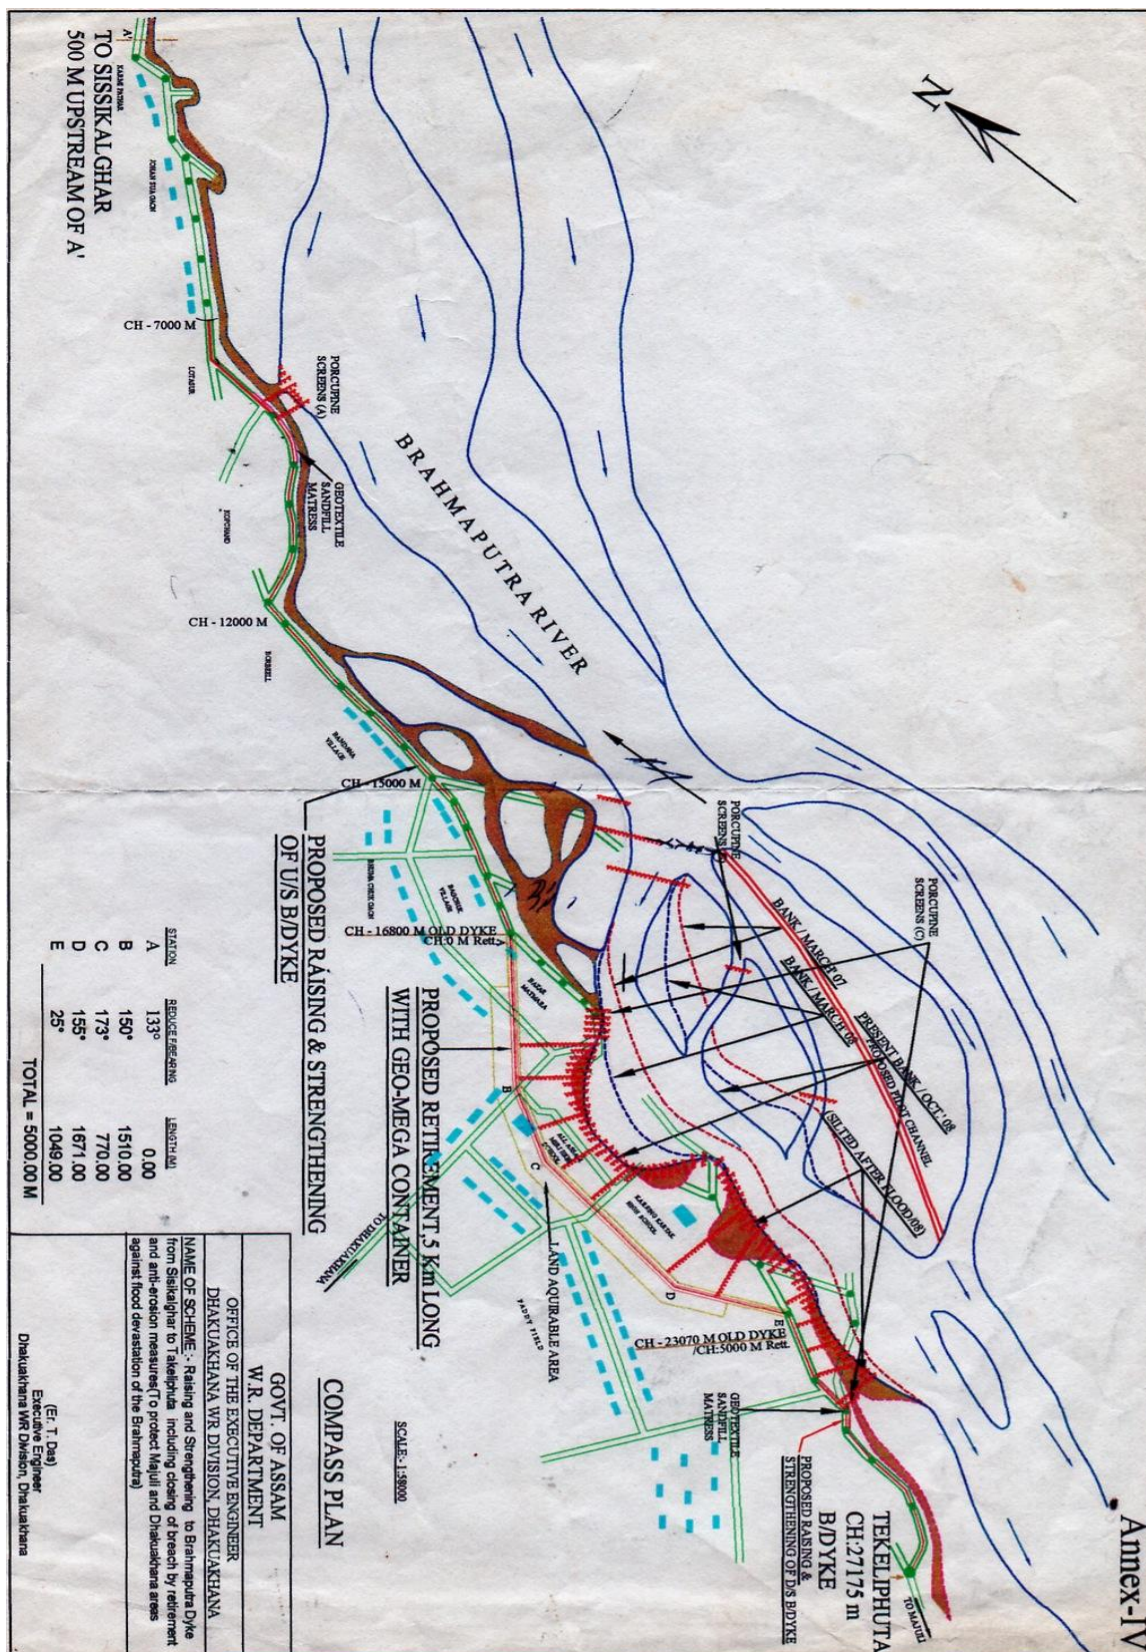 Annex-IV
N
A'
TO SISSIKALGHAR
500 M UPSTREAM OF A'
CH - 7000 M
PORCUPINE
SCREENS (A)
GEOTEXTILE
SANDFILL
MATRESS
BRAHMAPUTRA RIVER
CH - 12000 M
VILLAGE
CH - 15000 M
PROPOSED RAISING & STRENGTHENING
OF U/S B/DYKE
VILLAGE
CH - 16800 M OLD DYKE
CH:0 M Rett.
PORCUPINE
PORCUPINE
SCREENS (C)
BANK / MARCH'07
BANK / MARCH'08
PRESENT BANK / OCT.' 08
PROPOSED PILOT CHANNEL
(SILTED AFTER FLOOD/08)
PROPOSED RETIREMENT,5 Km LONG
WITH GEO-MEGA CONTAINER
B
C
D
E
SCHOOL
HIGH SCHOOL
TO DHAKUAKHANA
LAND AQUIRABLE AREA
PADDY FIELD
CH - 23070 M OLD DYKE
/CH:5000 M Rett.
GEOTEXTILE
SANDFILL
MATRESS
PROPOSED RAISING &
STRENGTHENING OF D/S B/DYKE
TEKELIPHUTA
CH:27175 m
B/DYKE
TO MAJULI
STATION REDUCE F/BEARING LENGTH (M)
A 133° 0.00
B 150° 1510.00
C 173° 770.00
D 155° 1671.00
E 25° 1049.00
TOTAL = 5000.00 M
COMPASS PLAN
SCALE:- 1:58000
GOVT. OF ASSAM
W.R. DEPARTMENT
OFFICE OF THE EXECUTIVE ENGINEER
DHAKUAKHANA WR DIVISION, DHAKUAKHANA
NAME OF SCHEME :- Raising and Strengthening to Brahmaputra Dyke
from Sisikalghar to Takeliphuta including closing of breach by retirement
and anti-erosion measures(To protect Majuli and Dhakuakhana areas
against flood devastation of the Brahmaputra)
(Er. T. Das)
Executive Engineer
Dhakuakhana WR Division, Dhakuakhana